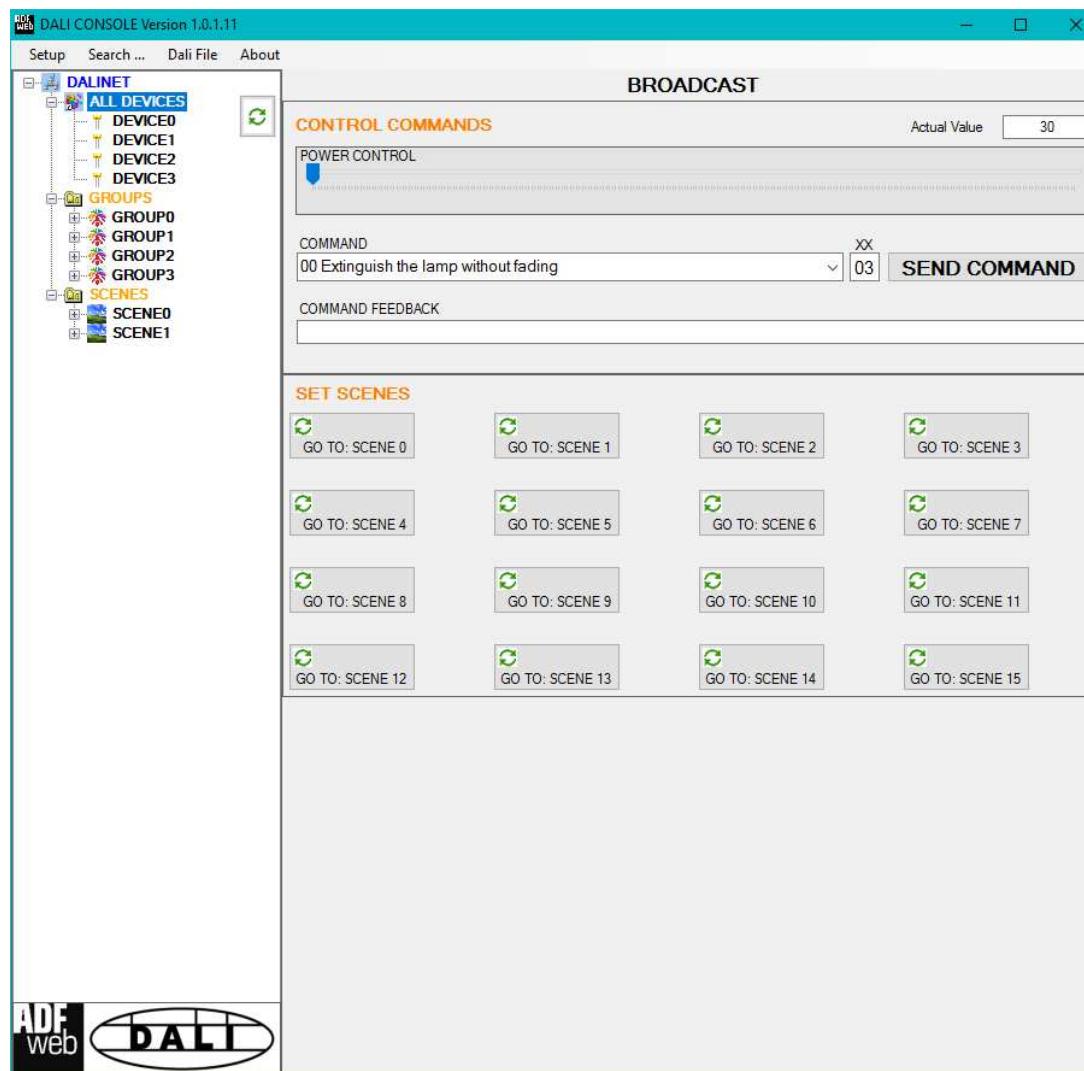 ADF web DALI CONSOLE Version 1.0.1.11
Setup Search ... Dali File About
DALINET
ALL DEVICES
DEVICE0
DEVICE1
DEVICE2
DEVICE3
GROUPS
GROUP0
GROUP1
GROUP2
GROUP3
SCENES
SCENE0
SCENE1
BROADCAST
CONTROL COMMANDS
Actual Value 30
POWER CONTROL
COMMAND XX
00 Extinguish the lamp without fading 03 SEND COMMAND
COMMAND FEEDBACK
SET SCENES
GO TO: SCENE 0 GO TO: SCENE 1 GO TO: SCENE 2 GO TO: SCENE 3
GO TO: SCENE 4 GO TO: SCENE 5 GO TO: SCENE 6 GO TO: SCENE 7
GO TO: SCENE 8 GO TO: SCENE 9 GO TO: SCENE 10 GO TO: SCENE 11
GO TO: SCENE 12 GO TO: SCENE 13 GO TO: SCENE 14 GO TO: SCENE 15
ADF
web
DALI